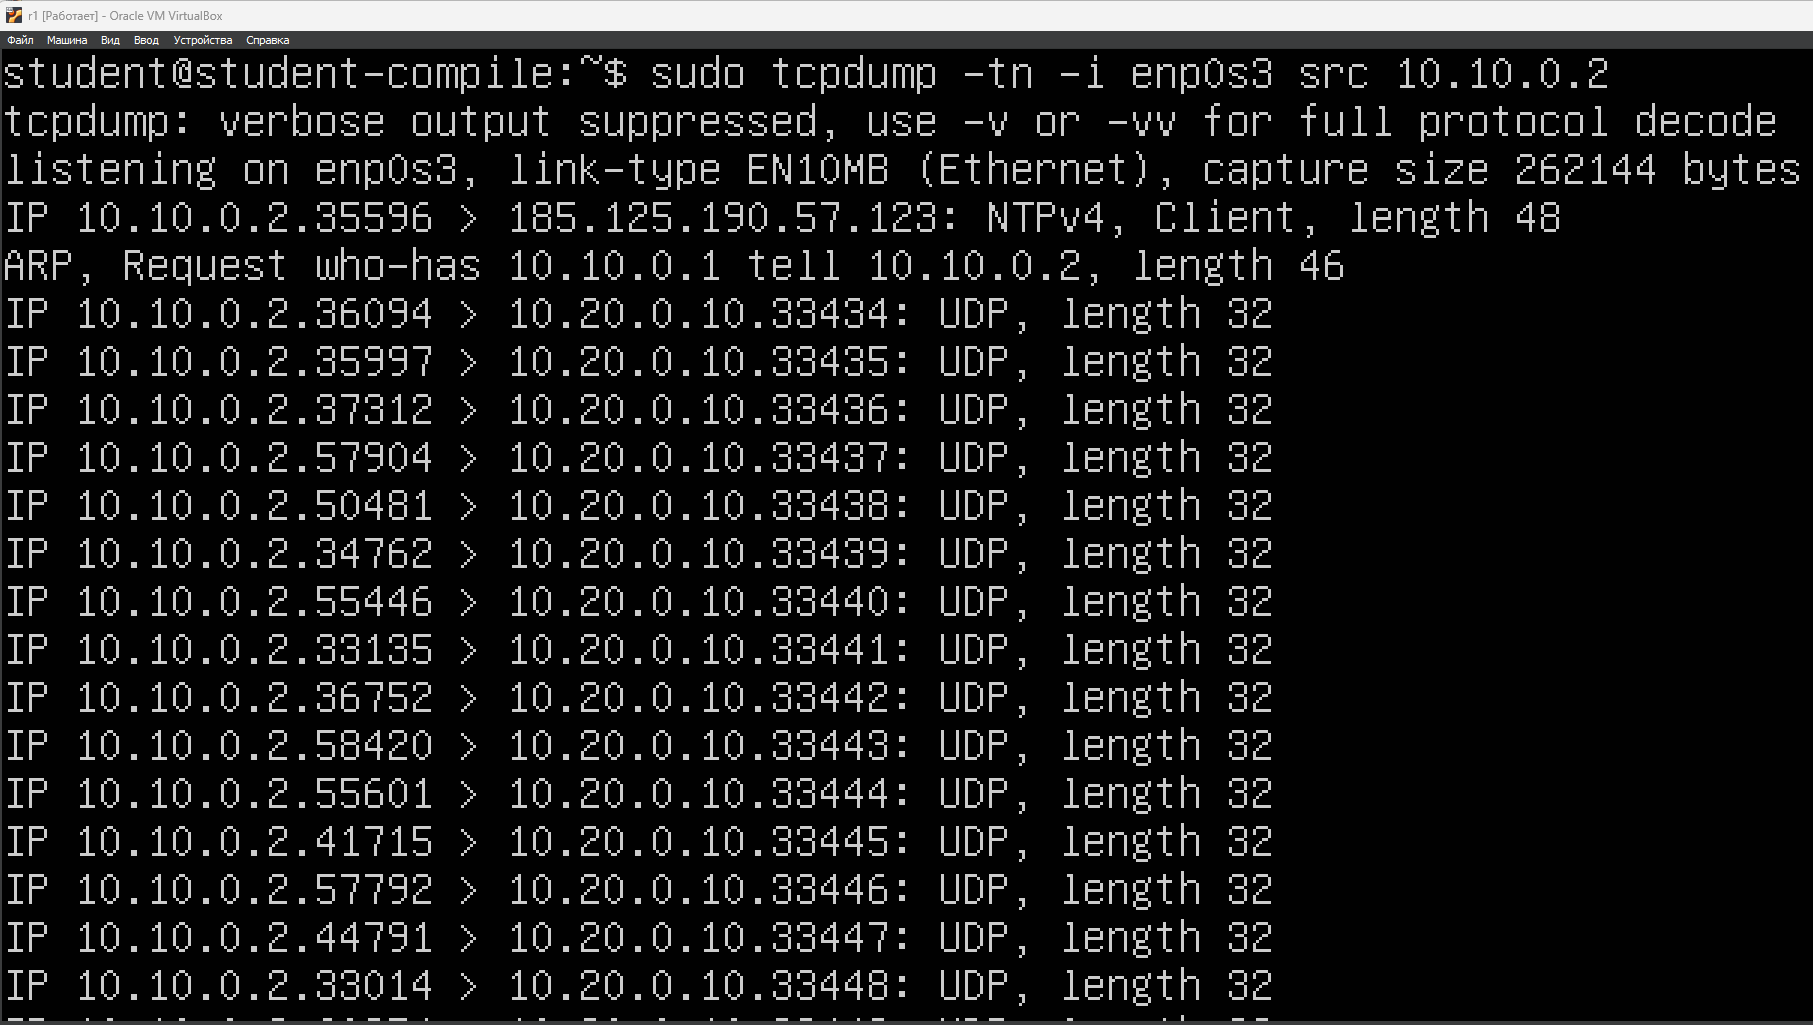 r1 [Работает] - Oracle VM VirtualBox
Файл Машина Вид Ввод Устройства Справка
student@student-compile:~$ sudo tcpdump -tn -i enp0s3 src 10.10.0.2
tcpdump: verbose output suppressed, use -v or -vv for full protocol decode
listening on enp0s3, link-type EN10MB (Ethernet), capture size 262144 bytes
IP 10.10.0.2.35596 > 185.125.190.57.123: NTPv4, Client, length 48
ARP, Request who-has 10.10.0.1 tell 10.10.0.2, length 46
IP 10.10.0.2.36094 > 10.20.0.10.33434: UDP, length 32
IP 10.10.0.2.35997 > 10.20.0.10.33435: UDP, length 32
IP 10.10.0.2.37312 > 10.20.0.10.33436: UDP, length 32
IP 10.10.0.2.57904 > 10.20.0.10.33437: UDP, length 32
IP 10.10.0.2.50481 > 10.20.0.10.33438: UDP, length 32
IP 10.10.0.2.34762 > 10.20.0.10.33439: UDP, length 32
IP 10.10.0.2.55446 > 10.20.0.10.33440: UDP, length 32
IP 10.10.0.2.33135 > 10.20.0.10.33441: UDP, length 32
IP 10.10.0.2.36752 > 10.20.0.10.33442: UDP, length 32
IP 10.10.0.2.58420 > 10.20.0.10.33443: UDP, length 32
IP 10.10.0.2.55601 > 10.20.0.10.33444: UDP, length 32
IP 10.10.0.2.41715 > 10.20.0.10.33445: UDP, length 32
IP 10.10.0.2.57792 > 10.20.0.10.33446: UDP, length 32
IP 10.10.0.2.44791 > 10.20.0.10.33447: UDP, length 32
IP 10.10.0.2.33014 > 10.20.0.10.33448: UDP, length 32